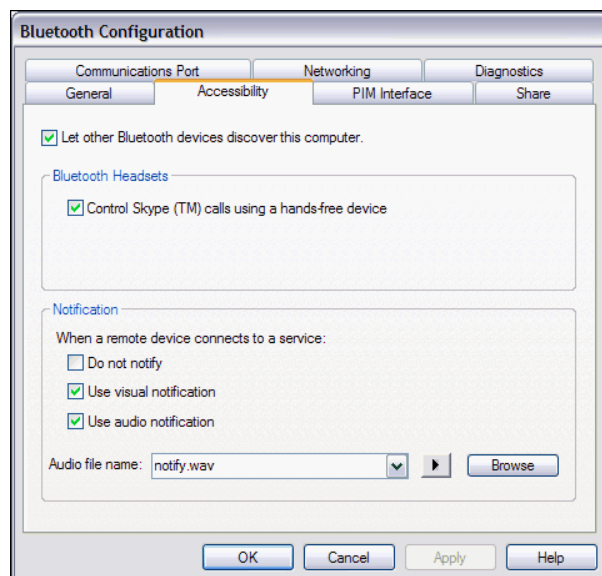 Bluetooth Configuration
Communications Port Networking Diagnostics
General Accessibility PIM Interface Share
Let other Bluetooth devices discover this computer.
Bluetooth Headsets
Control Skype (TM) calls using a hands-free device
Notification
When a remote device connects to a service:
Do not notify
Use visual notification
Use audio notification
Audio file name: notify.wav Browse
OK Cancel Apply Help